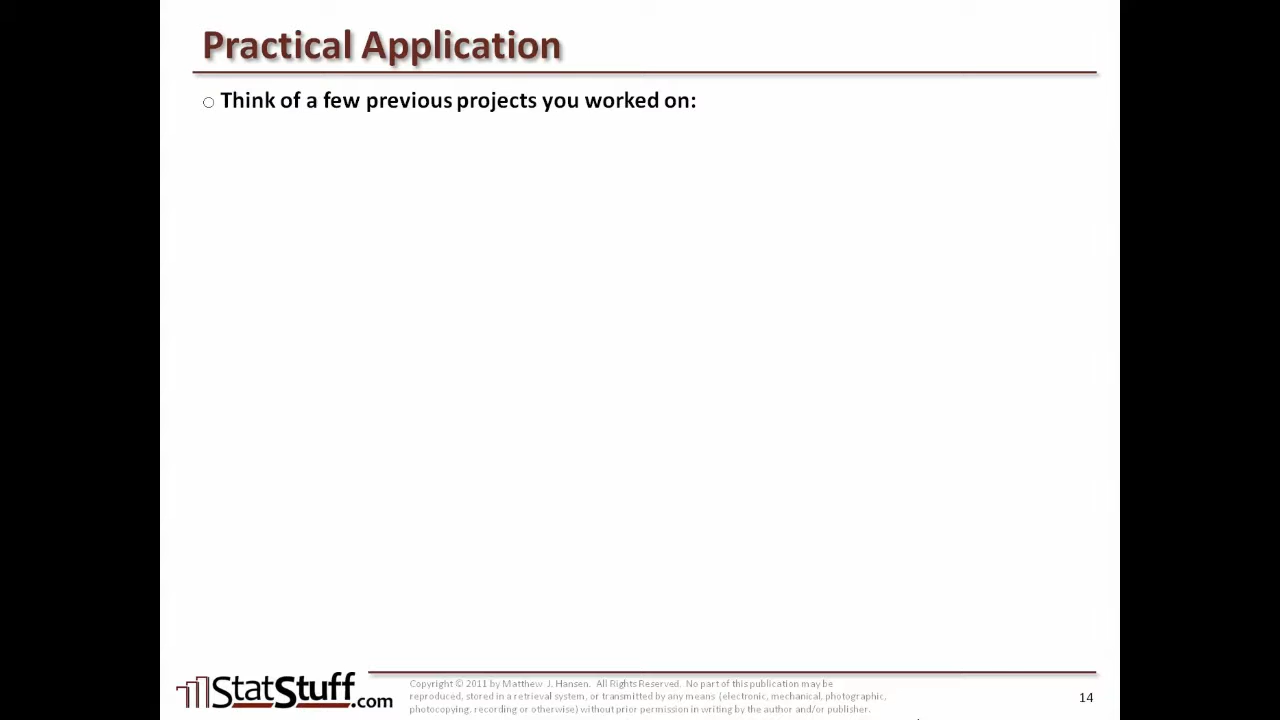 Practical Application
○ Think of a few previous projects you worked on:
StatStuff.com
Copyright © 2011 by Matthew J. Hansen. All Rights Reserved. No part of this publication may be
reproduced, stored in a retrieval system, or transmitted by any means (electronic, mechanical, photographic,
photocopying, recording or otherwise) without prior permission in writing by the author and/or publisher.
14